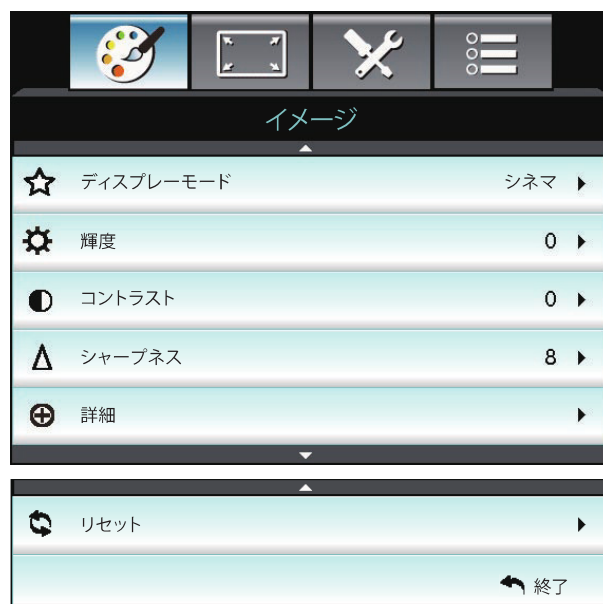 イメージ
ディスプレーモード シネマ
輝度 0
コントラスト 0
シャープネス 8
詳細
リセット
終了